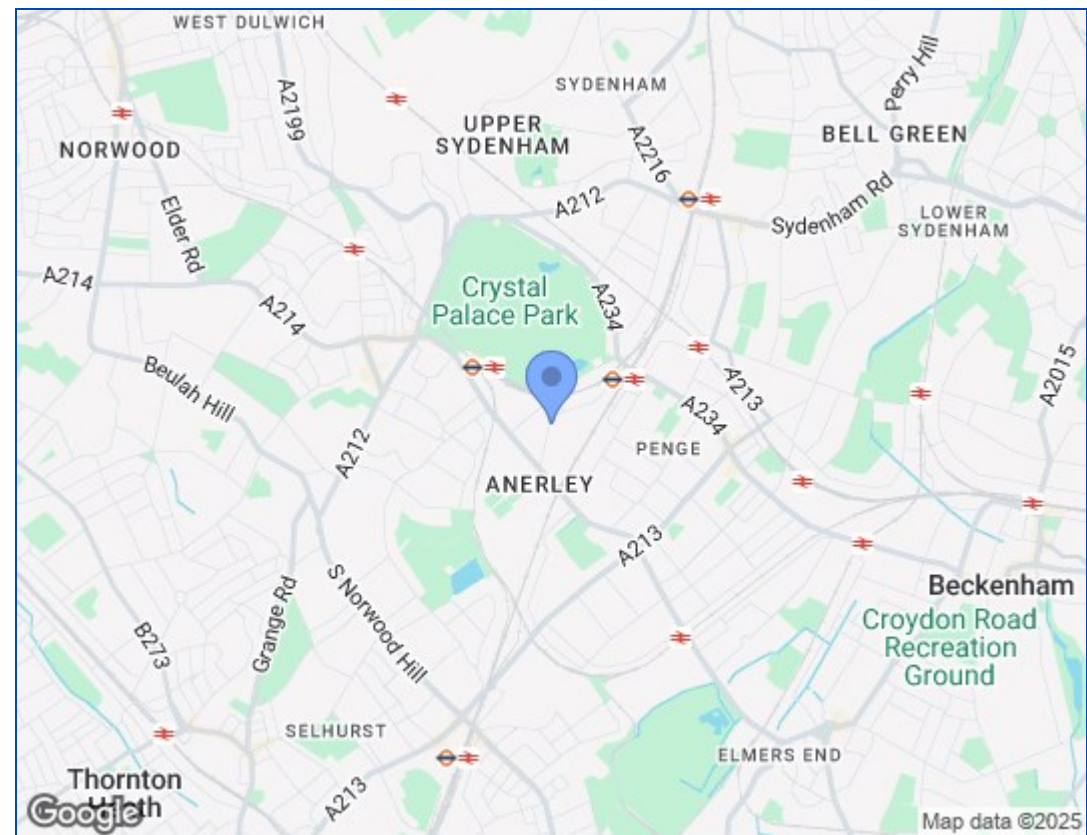 WEST DULWICH
A2199
SYDENHAM
Perry Hill
UPPER
SYDENHAM
A2216
BELL GREEN
NORWOOD
Elder Rd
A212
Sydenham Rd
LOWER
SYDENHAM
A214
A214
Crystal
Palace Park
A234
Beulah Hill
A213
A2015
A234
A212
PENGE
ANERLEY
A213
S Norwood Hill
Beckenham
Grange Rd
B273
Croydon Road
Recreation
Ground
SELHURST
ELMERS END
Thornton
Heath
A213
Google
Map data ©2025